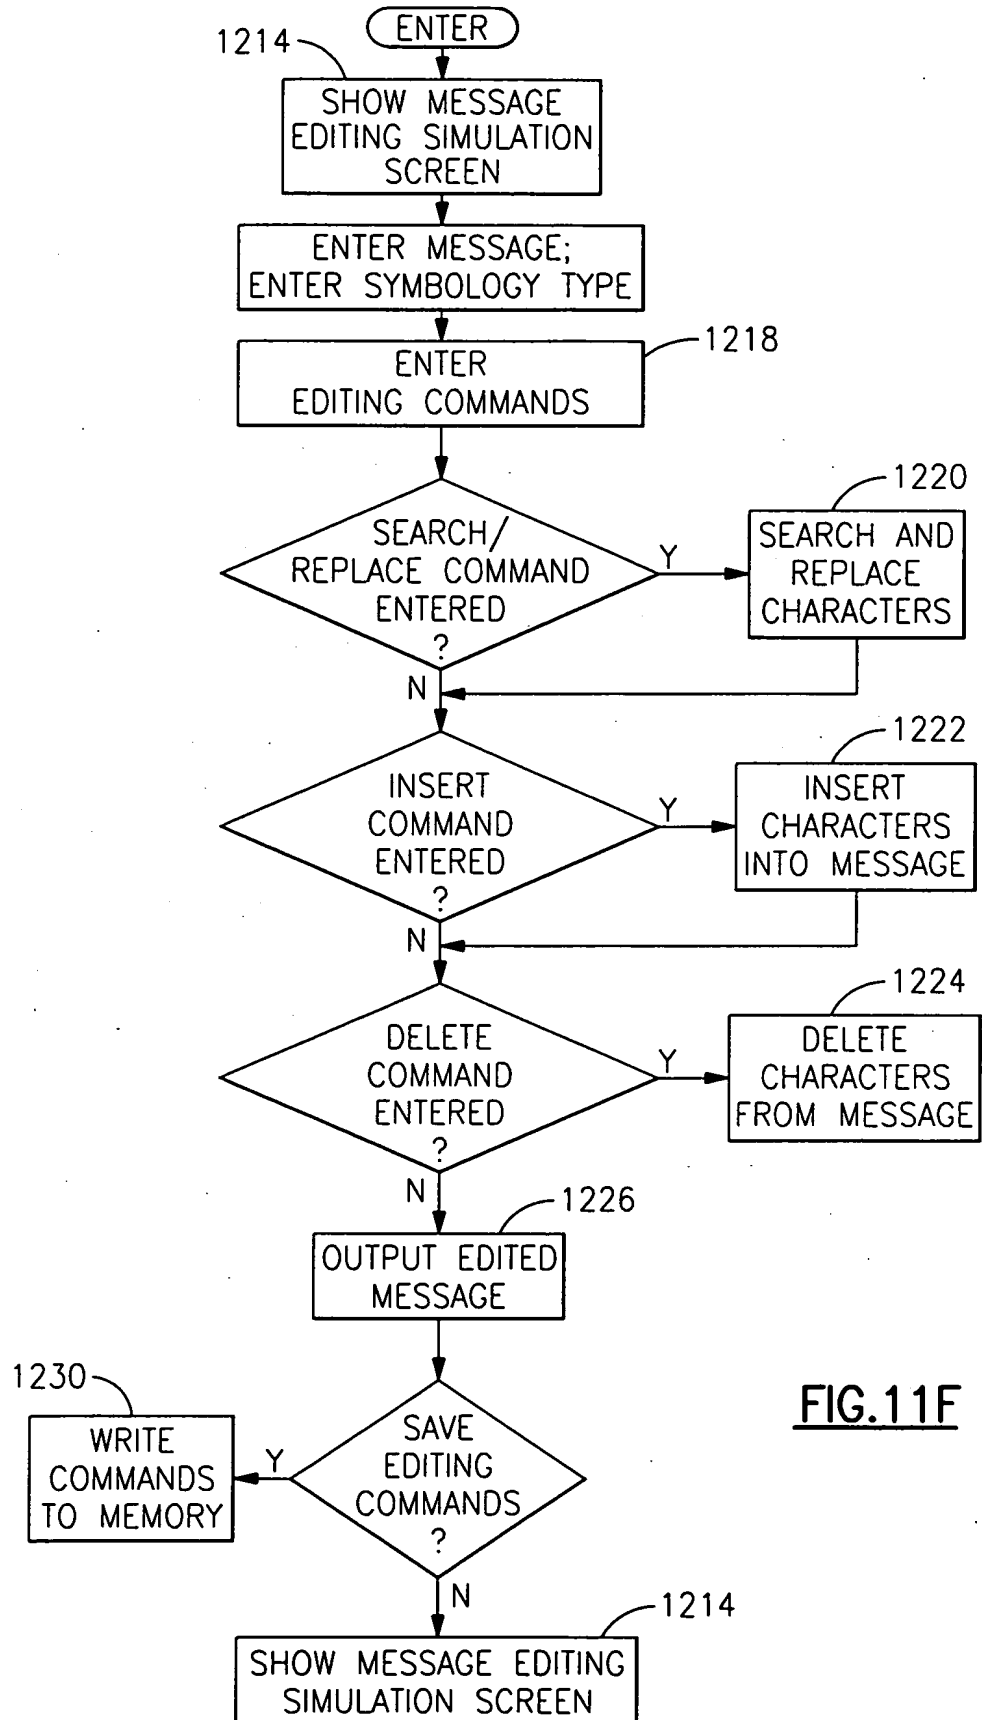 ENTER
1214
SHOW MESSAGE
EDITING SIMULATION
SCREEN
ENTER MESSAGE;
ENTER SYMBOLOGY TYPE
1218
ENTER
EDITING COMMANDS
SEARCH/
REPLACE COMMAND
ENTERED
?
Y
N
1220
SEARCH AND
REPLACE
CHARACTERS
INSERT
COMMAND
ENTERED
?
Y
N
1222
INSERT
CHARACTERS
INTO MESSAGE
DELETE
COMMAND
ENTERED
?
Y
N
1224
DELETE
CHARACTERS
FROM MESSAGE
1226
OUTPUT EDITED
MESSAGE
SAVE
EDITING
COMMANDS
?
Y
N
1230
WRITE
COMMANDS
TO MEMORY
FIG.11F
1214
SHOW MESSAGE EDITING
SIMULATION SCREEN